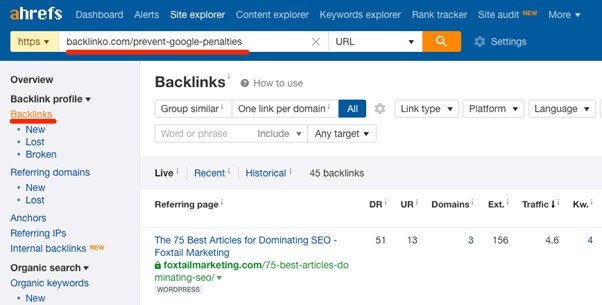 ahrefs Dashboard Alerts Site explorer Content explorer Keywords explorer Rank tracker Site audit NEW More
https backlinko.com/prevent-google-penalties × URL Settings
Overview
Backlink profile
Backlinks
New
Lost
Broken
Referring domains
New
Lost
Anchors
Referring IPs
Internal backlinks NEW
Organic search
Organic keywords
New
Backlinks i ? How to use
Group similar One link per domain All Link type Platform Language
Word or phrase Include Any target
Live i Recent i Historical i 45 backlinks
Referring page i DR i UR i Domains i Ext. i Traffic i Kw. i
The 75 Best Articles for Dominating SEO - 51 13 3 156 4.6 4
Foxtail Marketing
foxtailmarketing.com/75-best-articles-do
minating-seo/
WORDPRESS